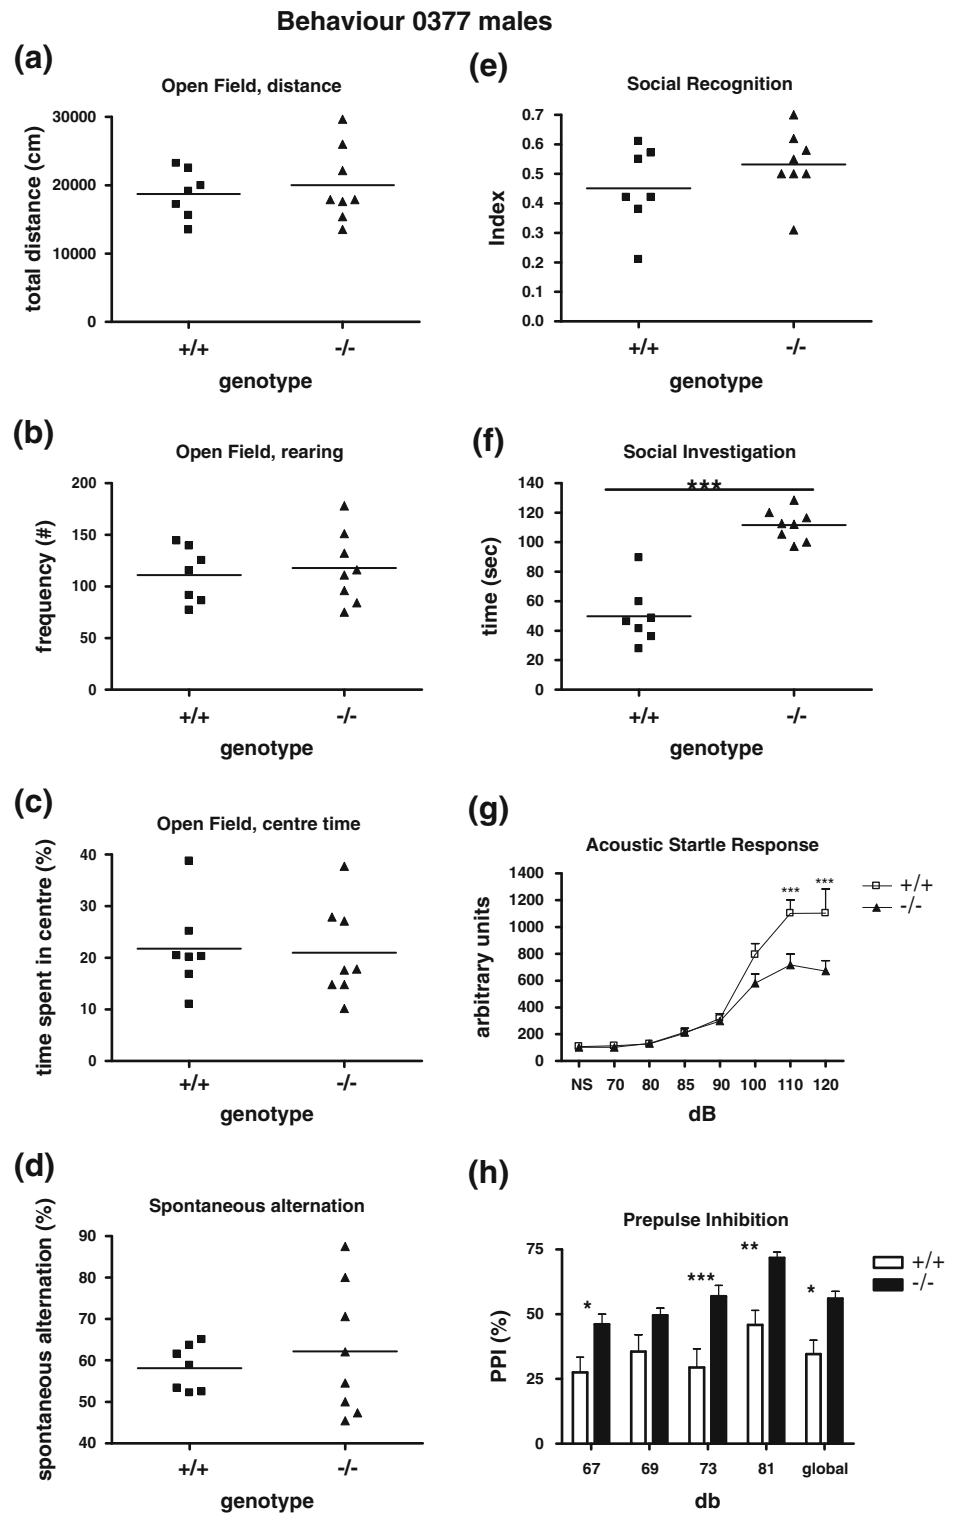 Behaviour 0377 males
(a)
Open Field, distance
total distance (cm)
30000
20000
10000
0
+/+
-/-
genotype
(b)
Open Field, rearing
frequency (#)
200
150
100
50
0
+/+
-/-
genotype
(c)
Open Field, centre time
time spent in centre (%)
40
30
20
10
0
+/+
-/-
genotype
(d)
Spontaneous alternation
spontaneous alternation (%)
90
80
70
60
50
40
+/+
-/-
genotype
(e)
Social Recognition
Index
0.7
0.6
0.5
0.4
0.3
0.2
0.1
0.0
+/+
-/-
genotype
(f)
Social Investigation
time (sec)
140
120
100
80
60
40
20
0
***
+/+
-/-
genotype
(g)
Acoustic Startle Response
arbitrary units
1400
1200
1000
800
600
400
200
0
*** ***
+/+
-/-
NS 70 80 85 90 100 110 120
dB
(h)
Prepulse Inhibition
PPI (%)
75
50
25
0
* *** ** *
+/+
-/-
67 69 73 81 global
db